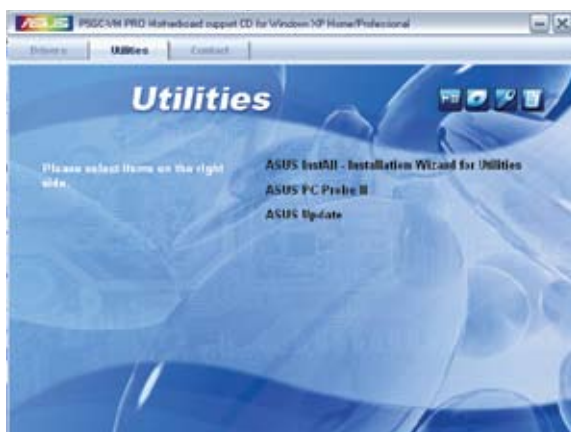 ASUS P5GC-VM PRO Motherboard support CD for Windows XP Home/Professional
Drivers Utilities Contact
Utilities
Please select items on the right
side.
ASUS InstAll - Installation Wizard for Utilities
ASUS PC Probe II
ASUS Update